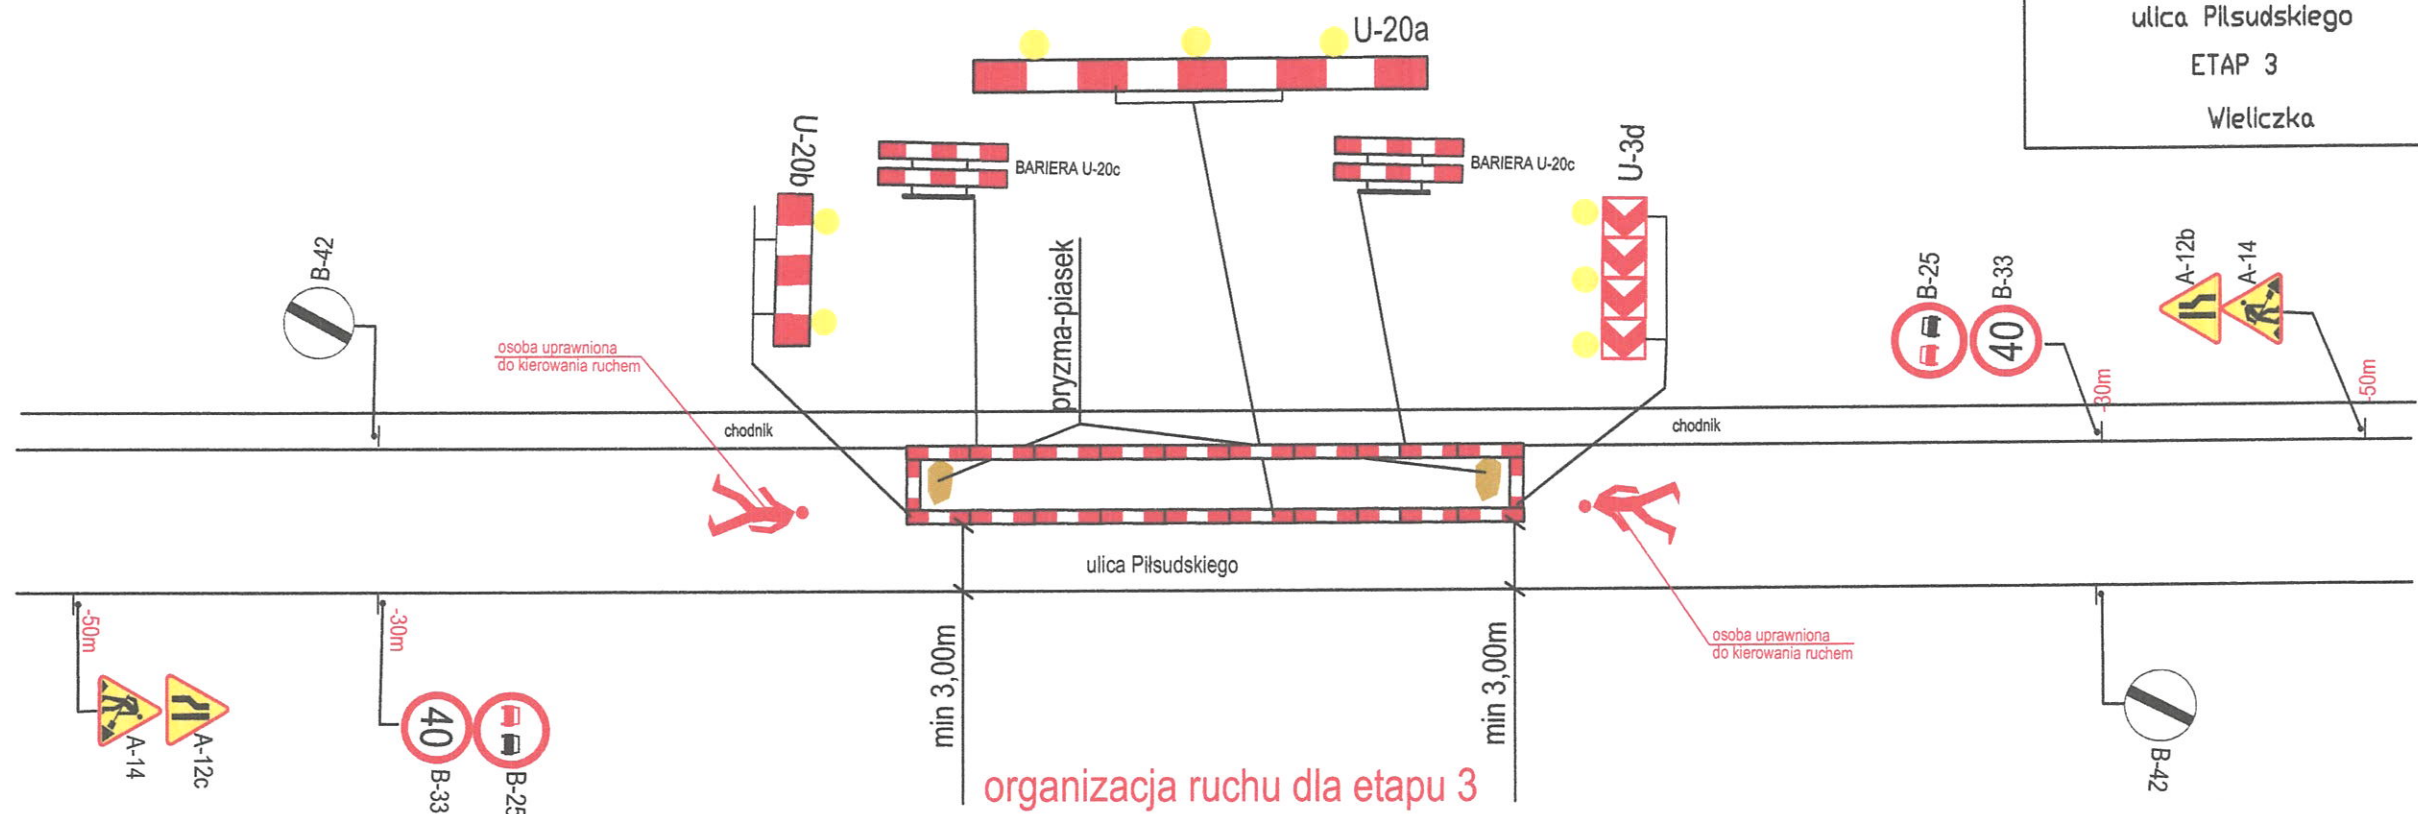 ulica Pilsudskiego
ETAP 3
Wieliczka
U-20a
U-20b
BARIERA U-20c
BARIERA U-20c
U-3d
B-42
pryzma-piasek
osoba uprawniona
do kierowania ruchem
B-25
B-33
40
A-12b
A-14
-30m
-50m
chodnik
chodnik
ulica Piłsudskiego
-50m
-30m
min 3,00m
min 3,00m
osoba uprawniona
do kierowania ruchem
A-14
A-12c
40
B-33
B-25
B-42
organizacja ruchu dla etapu 3